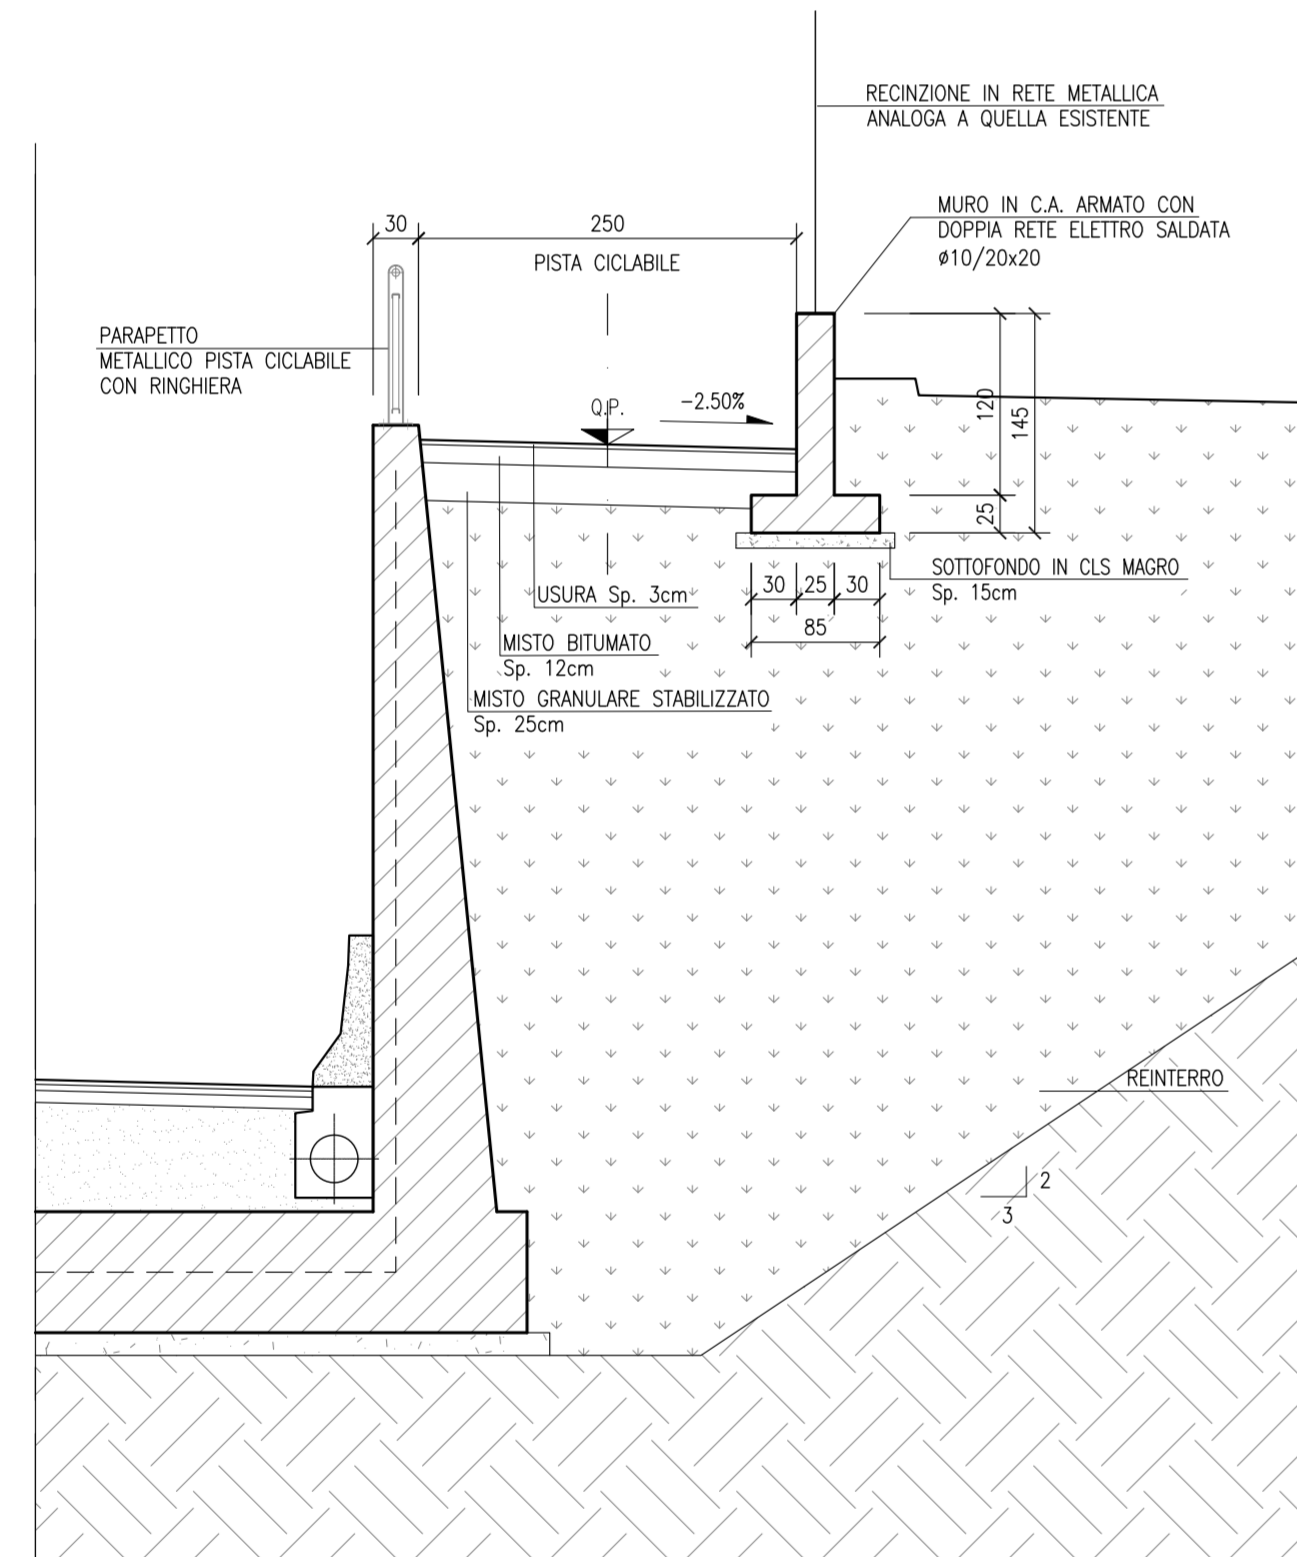 RECINZIONE IN RETE METALLICA
ANALOGA A QUELLA ESISTENTE
MURO IN C.A. ARMATO CON
DOPPIA RETE ELETTRO SALDATA
ø10/20x20
30
250
PISTA CICLABILE
PARAPETTO
METALLICO PISTA CICLABILE
CON RINGHIERA
Q.P.
-2.50%
120
145
25
SOTTOFONDO IN CLS MAGRO
Sp. 15cm
30
25
30
85
USURA Sp. 3cm
MISTO BITUMATO
Sp. 12cm
MISTO GRANULARE STABILIZZATO
Sp. 25cm
REINTERRO
2
3